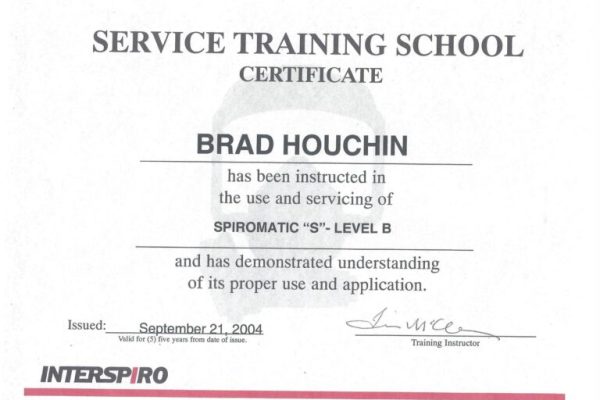 SERVICE TRAINING SCHOOL
CERTIFICATE
BRAD HOUCHIN
has been instructed in
the use and servicing of
SPIROMATIC "S"- LEVEL B
and has demonstrated understanding
of its proper use and application.
Issued: September 21, 2004
Valid for (5) five years from date of issue.
Training Instructor
INTERSPIRO